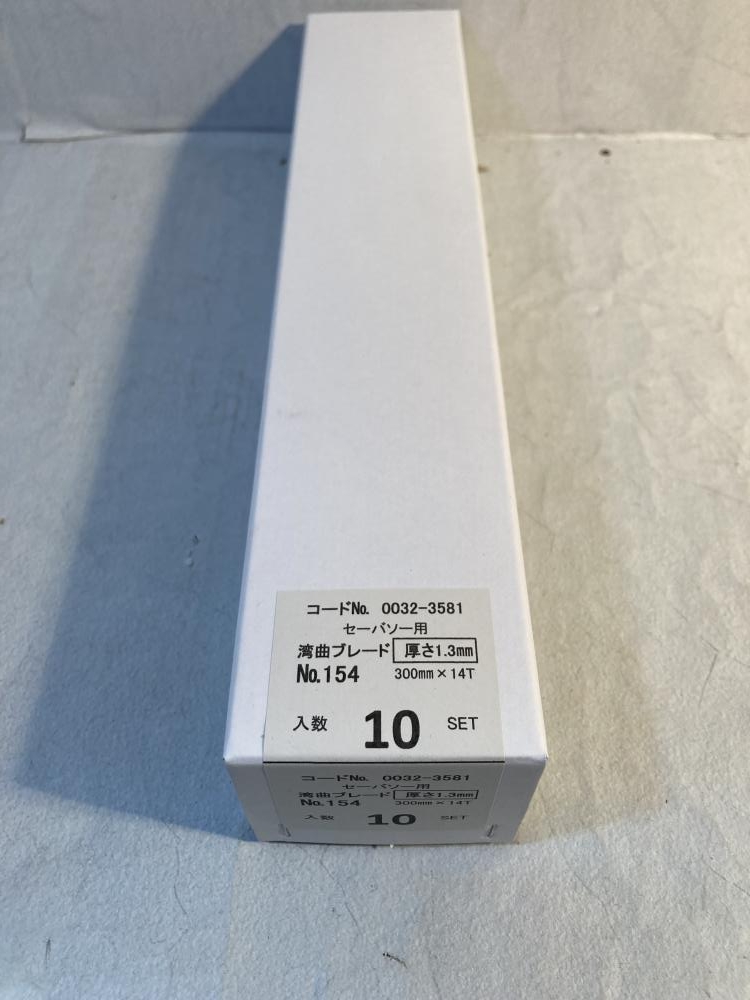 コードNo. 0032-3581
セーバソー用
湾曲ブレード 厚さ1.3mm
No.154 300mm×14T
入数 10 SET
コードNo. 0032-3581
セーバソー用
湾曲ブレード 厚さ1.3mm
No.154 300mm×14T
入数 10 SET